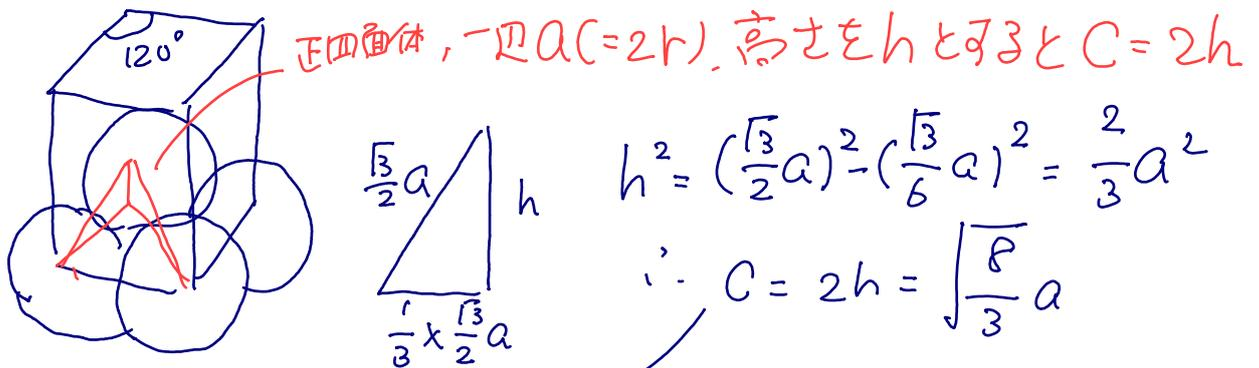 120°
正四面体, 一辺a(=2r). 高さをhとするとC=2h
√3/2 a
h
1/3 × √3/2 a
h² = (√3/2 a)² - (√3/6 a)² = 2/3 a²
∴ C = 2h = √(8/3) a